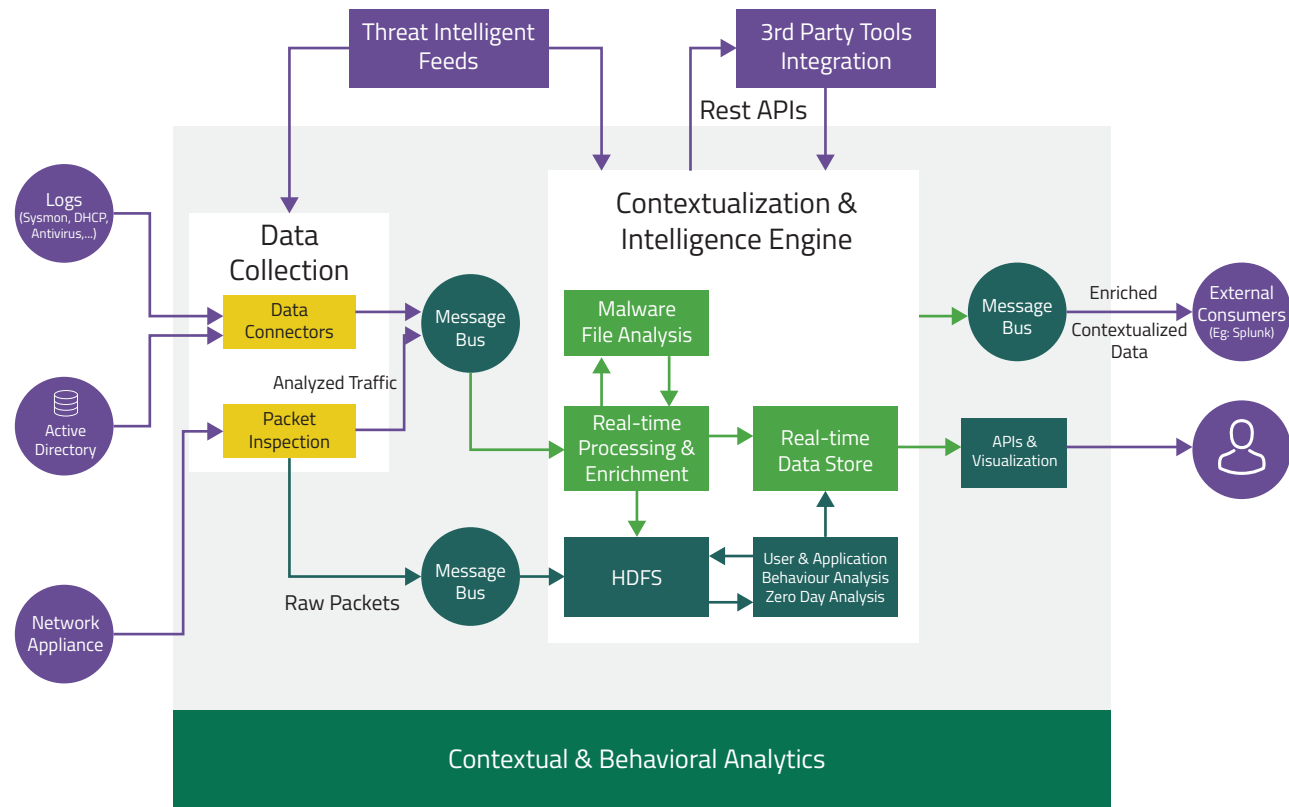 Threat Intelligent
Feeds
3rd Party Tools
Integration
Rest APIs
Logs
(Sysmon, DHCP,
Antivirus,...)
Data
Collection
Data
Connectors
Analyzed Traffic
Packet
Inspection
Active
Directory
Network
Appliance
Raw Packets
Message
Bus
Message
Bus
Contextualization &
Intelligence Engine
Malware
File Analysis
Real-time
Processing &
Enrichment
Real-time
Data Store
HDFS
User & Application
Behaviour Analysis
Zero Day Analysis
Message
Bus
Enriched
Contextualized
Data
External
Consumers
(Eg: Splunk)
APIs &
Visualization
Contextual & Behavioral Analytics